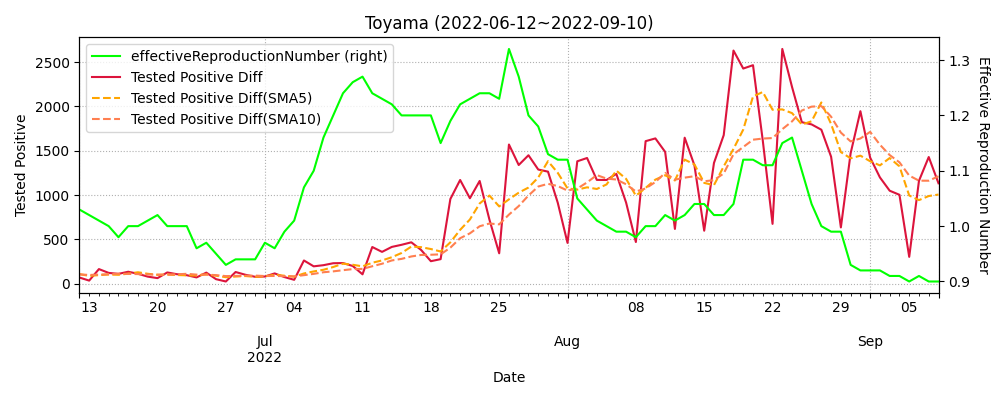 Toyama (2022-06-12~2022-09-10)
effectiveReproductionNumber (right)
Tested Positive Diff
Tested Positive Diff(SMA5)
Tested Positive Diff(SMA10)
Tested Positive
2500
2000
1500
1000
500
0
Effective Reproduction Number
1.3
1.2
1.1
1.0
0.9
13 20 27 04 11 18 25 08 15 22 29 05
Jul Aug Sep
2022
Date